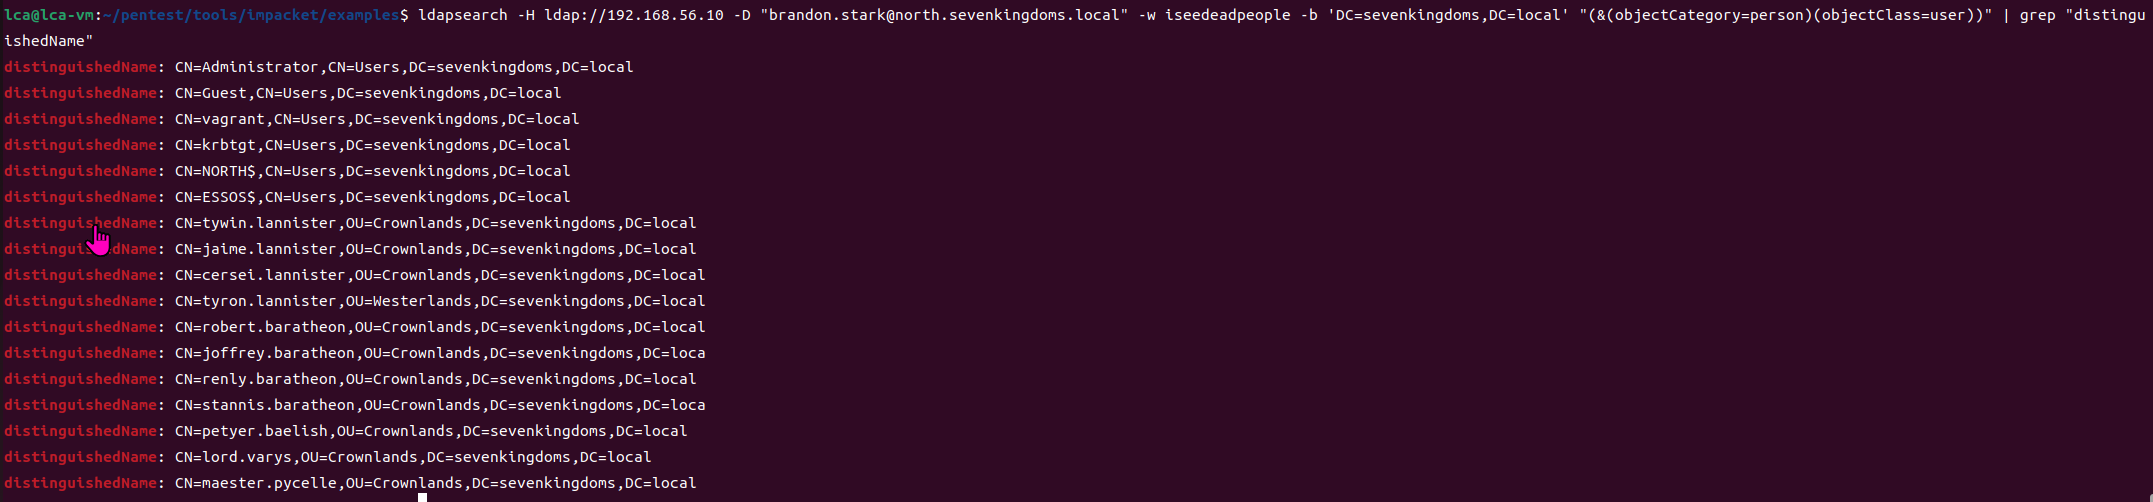 lca@lca-vm:~/pentest/tools/impacket/examples$ ldapsearch -H ldap://192.168.56.10 -D "brandon.stark@north.sevenkingdoms.local" -w iseedeadpeople -b 'DC=sevenkingdoms,DC=local' "(&(objectCategory=person)(objectClass=user))" | grep "distingu
ishedName"
distinguishedName: CN=Administrator,CN=Users,DC=sevenkingdoms,DC=local
distinguishedName: CN=Guest,CN=Users,DC=sevenkingdoms,DC=local
distinguishedName: CN=vagrant,CN=Users,DC=sevenkingdoms,DC=local
distinguishedName: CN=krbtgt,CN=Users,DC=sevenkingdoms,DC=local
distinguishedName: CN=NORTH$,CN=Users,DC=sevenkingdoms,DC=local
distinguishedName: CN=ESSOS$,CN=Users,DC=sevenkingdoms,DC=local
distinguishedName: CN=tywin.lannister,OU=Crownlands,DC=sevenkingdoms,DC=local
distinguishedName: CN=jaime.lannister,OU=Crownlands,DC=sevenkingdoms,DC=local
distinguishedName: CN=cersei.lannister,OU=Crownlands,DC=sevenkingdoms,DC=local
distinguishedName: CN=tyron.lannister,OU=Westerlands,DC=sevenkingdoms,DC=local
distinguishedName: CN=robert.baratheon,OU=Crownlands,DC=sevenkingdoms,DC=local
distinguishedName: CN=joffrey.baratheon,OU=Crownlands,DC=sevenkingdoms,DC=loca
distinguishedName: CN=renly.baratheon,OU=Crownlands,DC=sevenkingdoms,DC=local
distinguishedName: CN=stannis.baratheon,OU=Crownlands,DC=sevenkingdoms,DC=loca
distinguishedName: CN=petyer.baelish,OU=Crownlands,DC=sevenkingdoms,DC=local
distinguishedName: CN=lord.varys,OU=Crownlands,DC=sevenkingdoms,DC=local
distinguishedName: CN=maester.pycelle,OU=Crownlands,DC=sevenkingdoms,DC=local